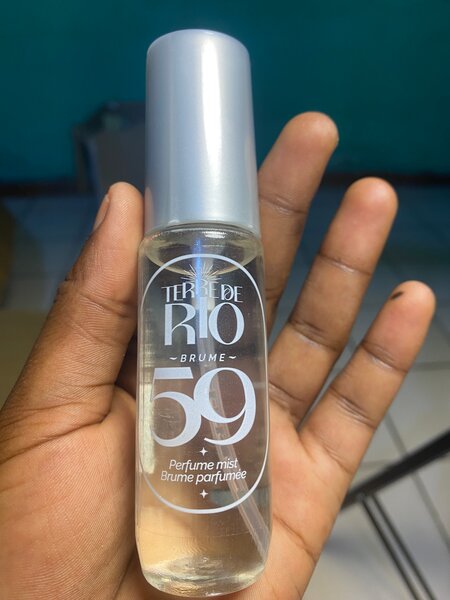 TERRE DE
RIO
~BRUME~
59
Perfume mist
Brume parfumée